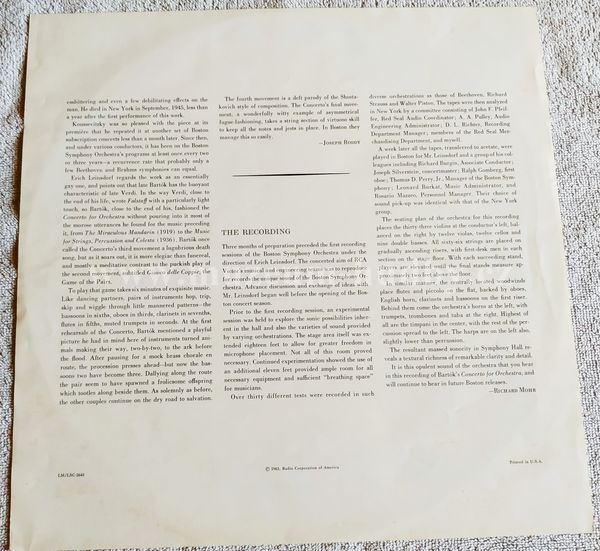 embittering and even a few debilitating effects on the
man. He died in New York in September, 1945, less than
a year after the first performance of this work.
Koussevitzky was so pleased with the piece at its
première that he repeated it at another set of Boston
subscription concerts less than a month later. Since then,
and under various conductors, it has been on the Boston
Symphony Orchestra's programs at least once every two
or three years—a recurrence rate that probably only a
few Beethoven and Brahms symphonies can equal.
Erich Leinsdorf regards the work as an essentially
gay one, and points out that late Bartók has the buoyant
characteristic of late Verdi. In the way Verdi, close to
the end of his life, wrote Falstaff with a particularly light
touch, so Bartók, close to the end of his, fashioned the
Concerto for Orchestra without pouring into it most of
the morose utterances he found for the music preceding
it, from The Miraculous Mandarin (1919) to the Music
for Strings, Percussion and Celesta (1936). Bartók once
called the Concerto's third movement a lugubrious death
song, but as it soars out, it is more elegiac than funereal,
and mostly a meditative contrast to the puckish play of
the second movement, subtitled Giuoco delle Coppie, the
Game of the Pairs.
To play that game takes six minutes of exquisite music.
Like dancing partners, pairs of instruments hop, trip,
skip and wiggle through little mannered patterns—the
bassoons in sixths, oboes in thirds, clarinets in sevenths,
flutes in fifths, muted trumpets in seconds. At the first
rehearsals of the Concerto, Bartók mentioned a playful
picture he had in mind here of instruments turned ani-
mals making their way, two-by-two, to the ark before
the flood. After pausing for a mock brass chorale en
route, the procession presses ahead—but now the bas-
soons two have become three. Dallying along the route
the pair seem to have spawned a frolicsome offspring
which tootles along beside them. As solemnly as before,
the other couples continue on the dry road to salvation.
The fourth movement is a deft parody of the Shosta-
kovich style of composition. The Concerto's final move-
ment, a wonderfully witty example of asymmetrical
fugue-fashioning, takes a string section of virtuoso skill
to keep all the notes and jests in place. In Boston they
manage this so easily.
—JOSEPH RODDY
THE RECORDING
Three months of preparation preceded the first recording
sessions of the Boston Symphony Orchestra under the
direction of Erich Leinsdorf. The concerted aim of RCA
Victor's musical and engineering teams was to reproduce
for records the unique sound of the Boston Symphony Or-
chestra. Advance discussion and exchange of ideas with
Mr. Leinsdorf began well before the opening of the Bos-
ton concert season.
Prior to the first recording session, an experimental
session was held to explore the sonic possibilities inher-
ent in the hall and also the varieties of sound provided
by varying orchestrations. The stage itself was ex-
tended eighteen feet to allow for greater freedom in
microphone placement. Not all of this room proved
necessary. Continued experimentation showed the use of
an additional eleven feet provided ample room for all
necessary equipment and sufficient "breathing space"
for musicians.
Over thirty different tests were recorded in such
diverse orchestrations as those of Beethoven, Richard
Strauss and Walter Piston. The tapes were then analyzed
in New York by a committee consisting of John F. Pfeif-
fer, Red Seal Audio Coordinator; A. A. Pulley, Audio
Engineering Administrator; D. L. Richter, Recording
Department Manager; members of the Red Seal Mer-
chandising Department, and myself.
A week later all the tapes, transferred to acetate, were
played in Boston for Mr. Leinsdorf and a group of his col-
leagues including Richard Burgin, Associate Conductor;
Joseph Silverstein, concertmaster; Ralph Gomberg, first
oboe; Thomas D. Perry, Jr., Manager of the Boston Sym-
phony; Leonard Burkat, Music Administrator, and
Rosario Mazzeo, Personnel Manager. Their choice of
sound pick-up was identical with that of the New York
group.
The seating plan of the orchestra for this recording
places the thirty-three violins at the conductor's left, bal-
anced on the right by twelve violas, twelve cellos and
nine double basses. All sixty-six strings are placed on
gradually ascending risers, with first-desk men in each
section on the stage floor. With each succeeding stand,
players are elevated until the final stands measure ap-
proximately two feet above the floor.
In similar manner, the centrally located woodwinds
place flutes and piccolo on the flat, backed by oboes,
English horn, clarinets and bassoons on the first riser.
Behind them come the orchestra's horns at the left, with
trumpets, trombones and tuba at the right. Highest of
all are the timpani in the center, with the rest of the per-
cussion spread to the left. The harps are on the left also,
slightly lower than percussion.
The resultant massed sonority in Symphony Hall re-
veals a textural richness of remarkable clarity and detail.
It is this opulent sound of the orchestra that you hear
in this recording of Bartók's Concerto for Orchestra, and
will continue to hear in future Boston releases.
—RICHARD MOHR
LM/LSC-2643
© 1963, Radio Corporation of America
Printed in U.S.A.